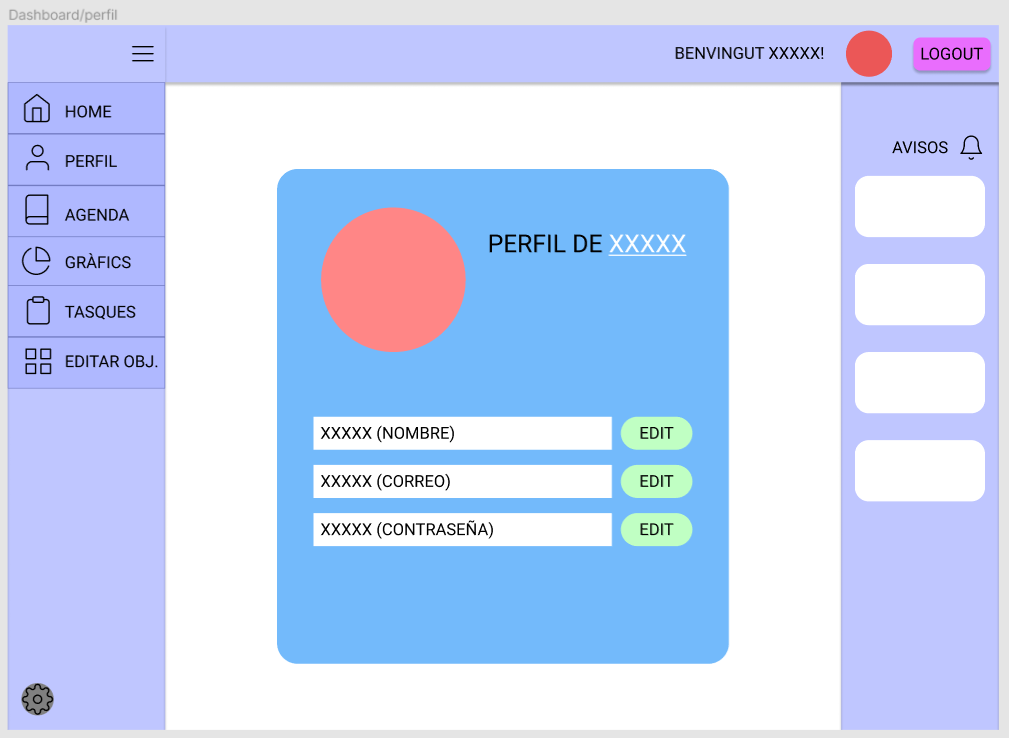 Dashboard/perfil
BENVINGUT XXXXX!
LOGOUT
HOME
PERFIL
AGENDA
GRÀFICS
TASQUES
EDITAR OBJ.
PERFIL DE XXXXX
XXXXX (NOMBRE)
EDIT
XXXXX (CORREO)
EDIT
XXXXX (CONTRASEÑA)
EDIT
AVISOS